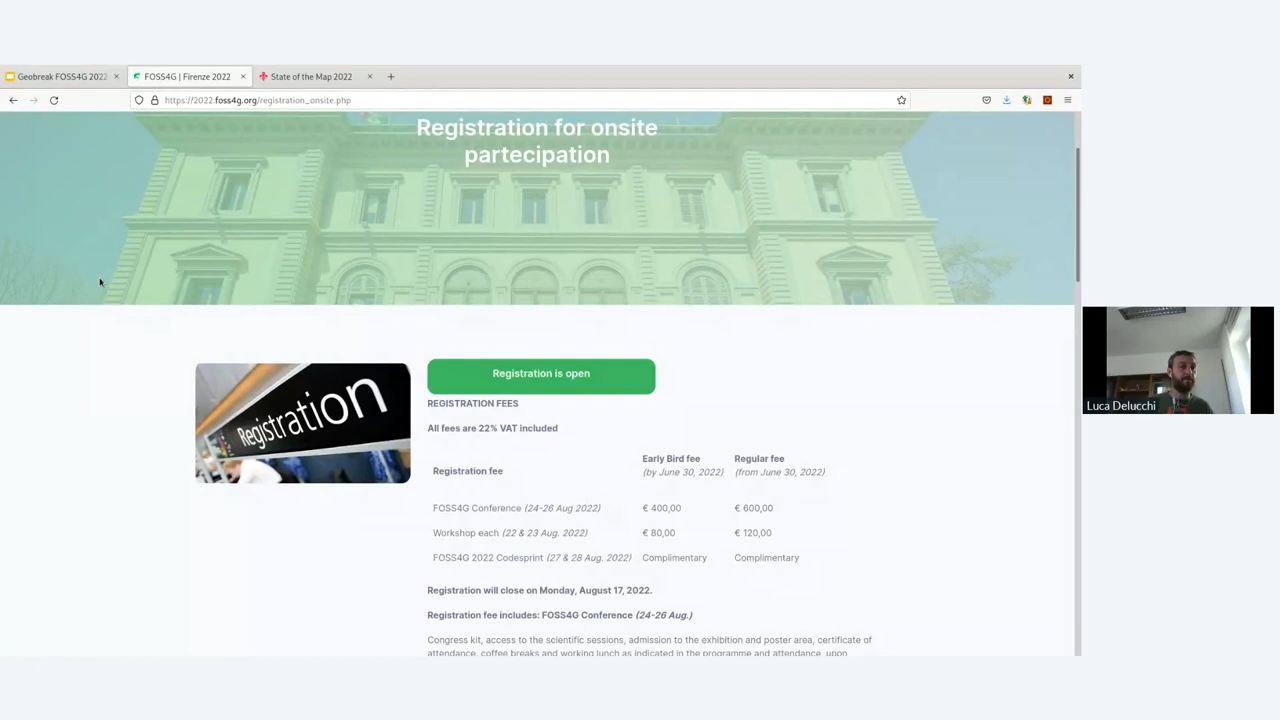 Geobreak FOSS4G 2022
FOSS4G | Firenze 2022
State of the Map 2022
https://2022.foss4g.org/registration_onsite.php
Registration for onsite
partecipation
Registration
Registration is open
REGISTRATION FEES
All fees are 22% VAT included
Registration fee Early Bird fee (by June 30, 2022) Regular fee (from June 30, 2022)
FOSS4G Conference (24-26 Aug 2022) € 400,00 € 600,00
Workshop each (22 & 23 Aug. 2022) € 80,00 € 120,00
FOSS4G 2022 Codesprint (27 & 28 Aug. 2022) Complimentary Complimentary
Registration will close on Monday, August 17, 2022.
Registration fee includes: FOSS4G Conference (24-26 Aug.)
Congress kit, access to the scientific sessions, admission to the exhibition and poster area, certificate of
attendance, coffee breaks and working lunch as indicated in the programme and attendance, upon
Luca Delucchi